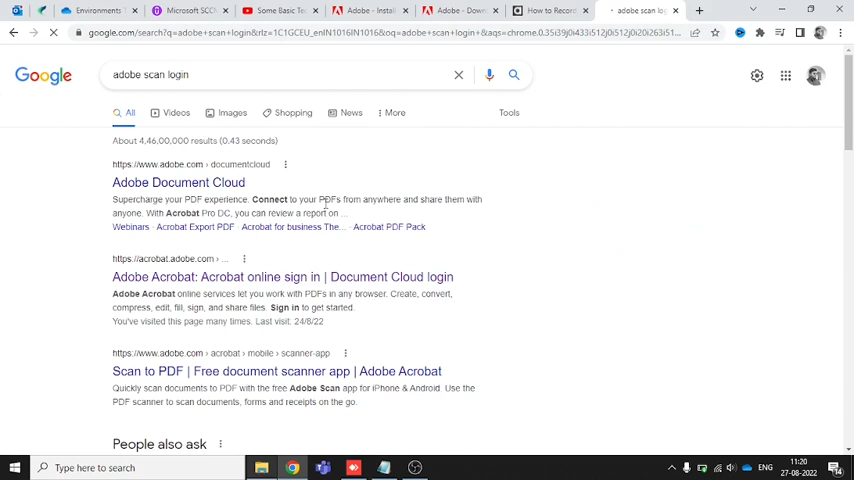 Environments T
Microsoft SCCM
Some Basic Tec
Adobe - Install
Adobe - Down
How to Record
adobe scan log
google.com/search?q=adobe+scan+login&rlz=1C1GCEU_enIN1016IN1016&oq=adobe+scan+login+&aqs=chrome.0.35i39j0i433i512j0i512j0i20i263i51...
Google
adobe scan login
All
Videos
Images
Shopping
News
More
Tools
About 4,46,00,000 results (0.43 seconds)
https://www.adobe.com › documentcloud
Adobe Document Cloud
Supercharge your PDF experience. Connect to your PDFs from anywhere and share them with
anyone. With Acrobat Pro DC, you can review a report on ...
Webinars · Acrobat Export PDF · Acrobat for business The... · Acrobat PDF Pack
https://acrobat.adobe.com › ...
Adobe Acrobat: Acrobat online sign in | Document Cloud login
Adobe Acrobat online services let you work with PDFs in any browser. Create, convert,
compress, edit, fill, sign, and share files. Sign in to get started.
You've visited this page many times. Last visit: 24/8/22
https://www.adobe.com › acrobat › mobile › scanner-app
Scan to PDF | Free document scanner app | Adobe Acrobat
Quickly scan documents to PDF with the free Adobe Scan app for iPhone & Android. Use the
PDF scanner to scan documents, forms and receipts on the go.
People also ask
Type here to search
ENG
11:20
27-08-2022
14